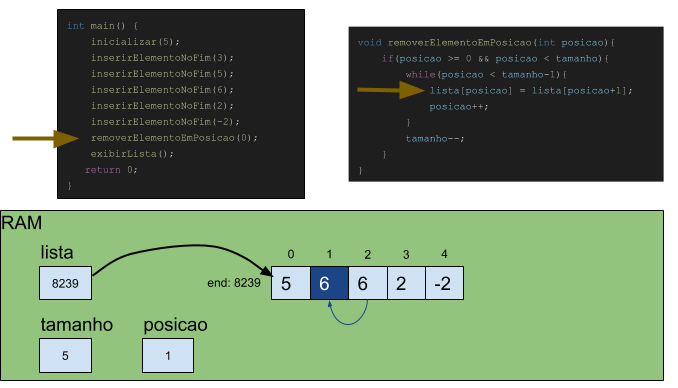 int main() {
inicializar(5);
inserirElementoNoFim(3);
inserirElementoNoFim(5);
inserirElementoNoFim(6);
inserirElementoNoFim(2);
inserirElementoNoFim(-2);
removerElementoEmPosicao(0);
exibirLista();
return 0;
}
void removerElementoEmPosicao(int posicao){
if(posicao >= 0 && posicao < tamanho){
while(posicao < tamanho-1){
lista[posicao] = lista[posicao+1];
posicao++;
}
tamanho--;
}
}
RAM
lista
8239
end: 8239
0 1 2 3 4
5 6 6 2 -2
tamanho posicao
5 1